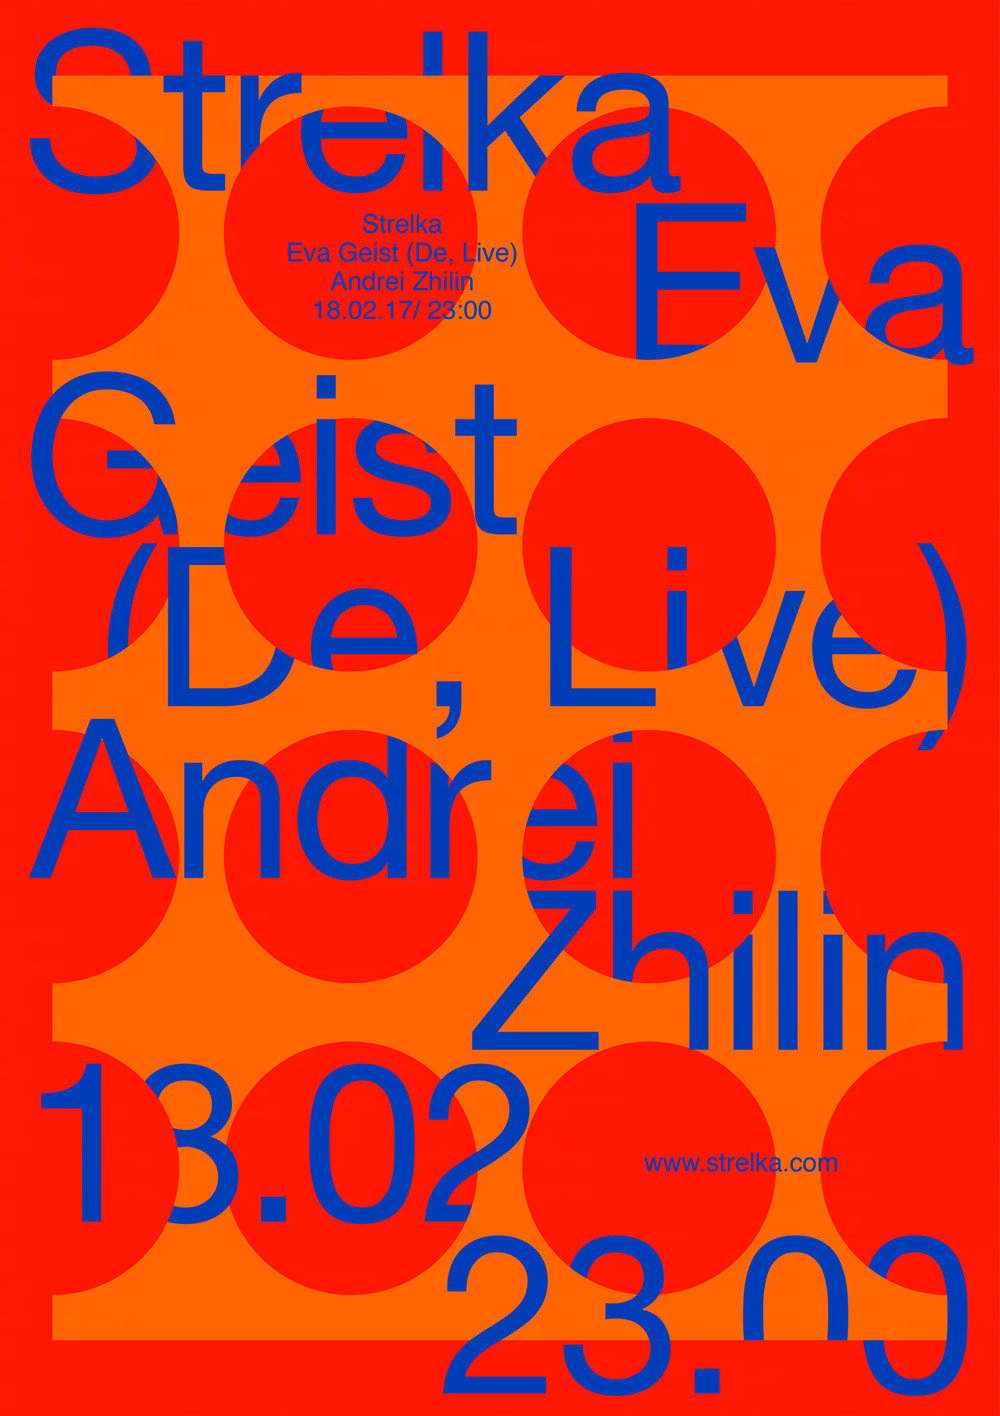 Strelka
Strelka
Eva Geist (De, Live)
Andrei Zhilin
18.02.17/ 23:00
Eva
Geist
(De, Live)
Andrei
Zhilin
18.02
www.strelka.com
23.00